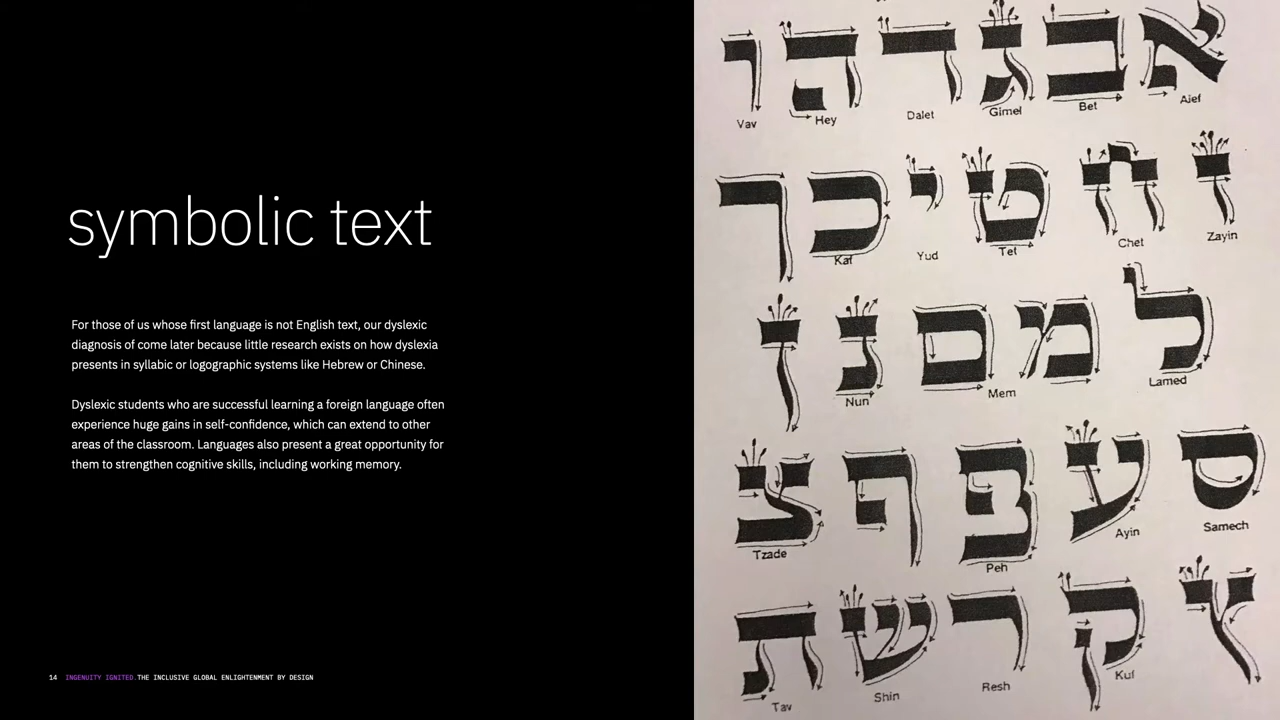 symbolic text
For those of us whose first language is not English text, our dyslexic
diagnosis of come later because little research exists on how dyslexia
presents in syllabic or logographic systems like Hebrew or Chinese.
Dyslexic students who are successful learning a foreign language often
experience huge gains in self-confidence, which can extend to other
areas of the classroom. Languages also present a great opportunity for
them to strengthen cognitive skills, including working memory.
14 INGENUITY IGNITED.THE INCLUSIVE GLOBAL ENLIGHTENMENT BY DESIGN
א ב ג ד ה ו
Alef Bet Gimel Dalet Hey Vav
ז ח ט י כ ך
Zayin Chet Tet Yud Kaf
ל מ ם נ ן
Lamed Mem Nun
ס ע פ ף צ
Samech Ayin Peh Tzade
ץ ק ר ש ת
Kuf Resh Shin Tav